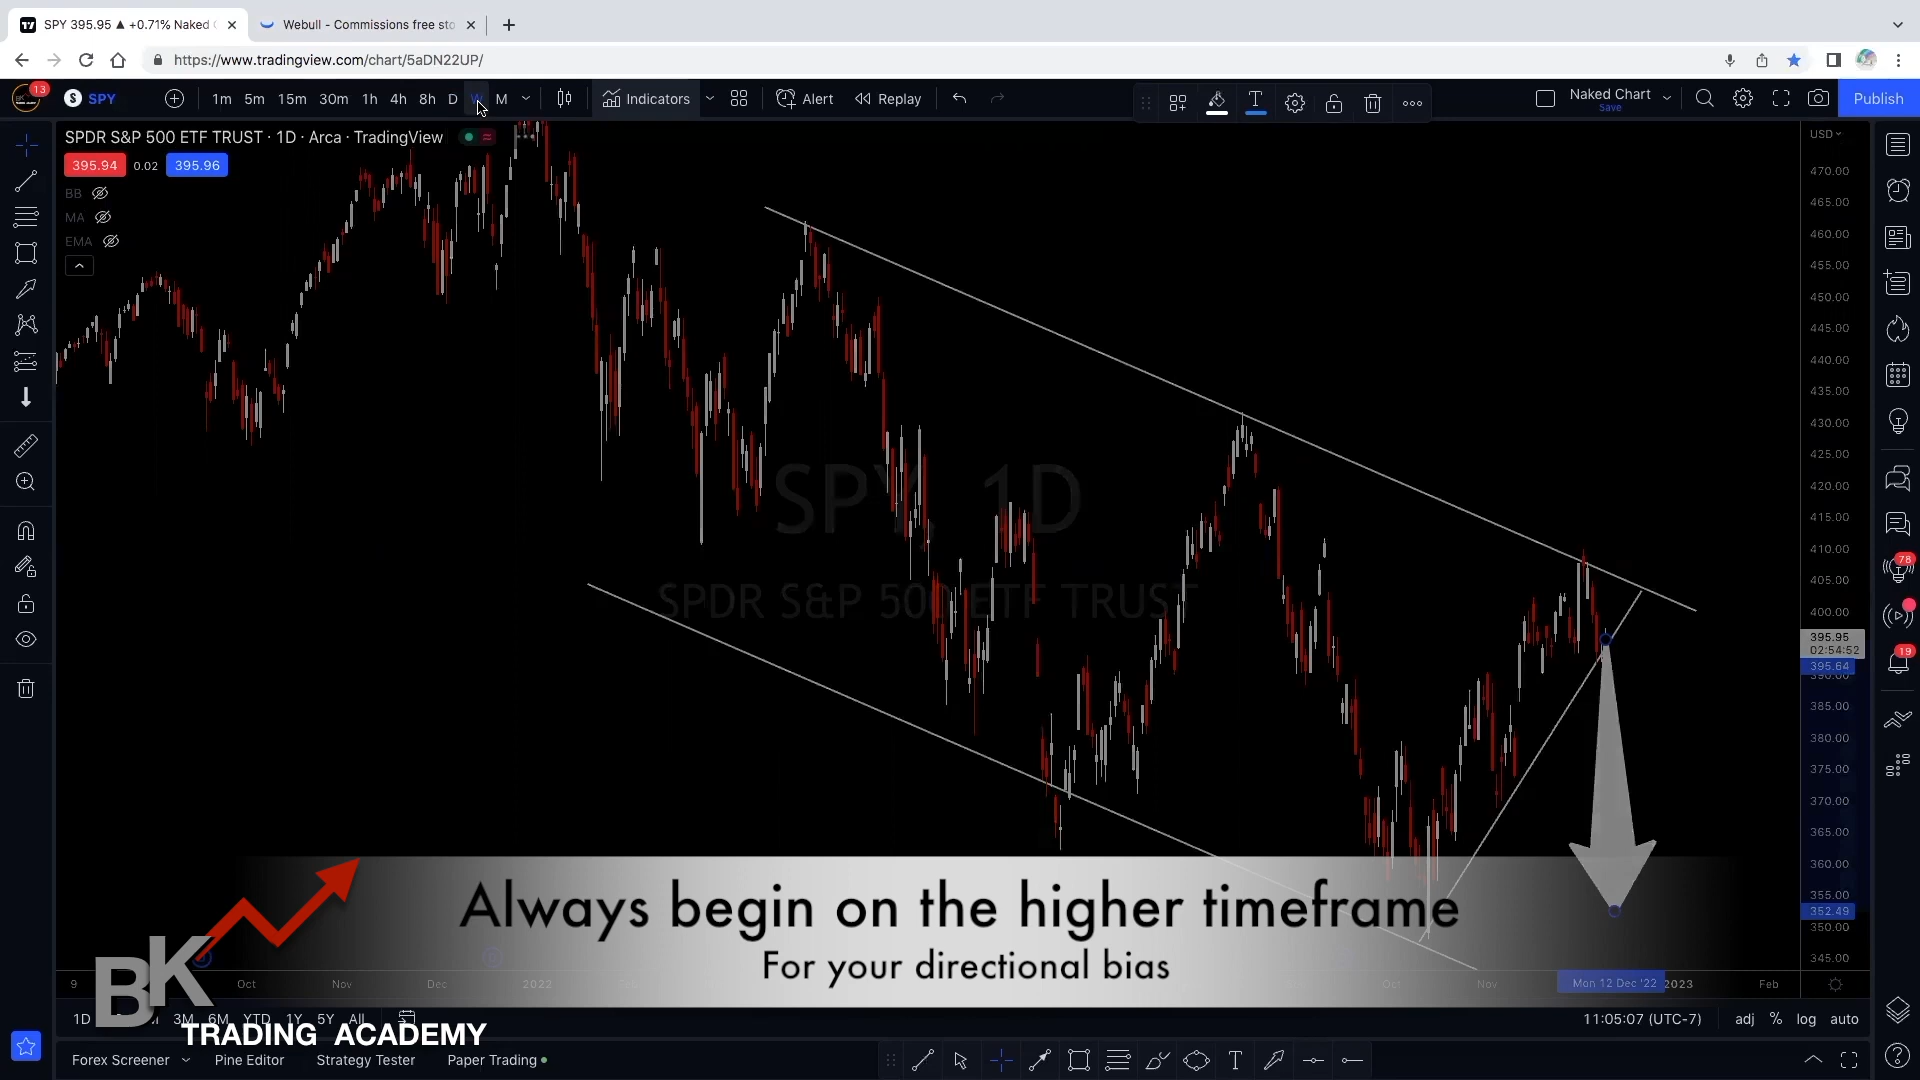 SPY 395.95 ▲ +0.71% Naked
Webull - Commissions free sto
https://www.tradingview.com/chart/5aDN22UP/
13
SPY
1m 5m 15m 30m 1h 4h 8h D W M
Indicators
Alert
Replay
Naked Chart
Save
Publish
SPDR S&P 500 ETF TRUST · 1D · Arca · TradingView
395.94 0.02 395.96
BB
MA
EMA
USD
470.00
465.00
460.00
455.00
450.00
445.00
440.00
435.00
430.00
425.00
420.00
415.00
410.00
405.00
400.00
395.95
02:54:52
395.64
390.00
385.00
380.00
375.00
370.00
365.00
360.00
355.00
352.49
350.00
345.00
78
19
SPY, 1D
SPDR S&P 500 ETF TRUST
Always begin on the higher timeframe
For your directional bias
BK
TRADING ACADEMY
9 Oct Nov Dec 2022 Oct Nov Mon 12 Dec '22 2023 Feb
1D 3M 6M YTD 1Y 5Y All
11:05:07 (UTC-7) adj % log auto
Forex Screener Pine Editor Strategy Tester Paper Trading